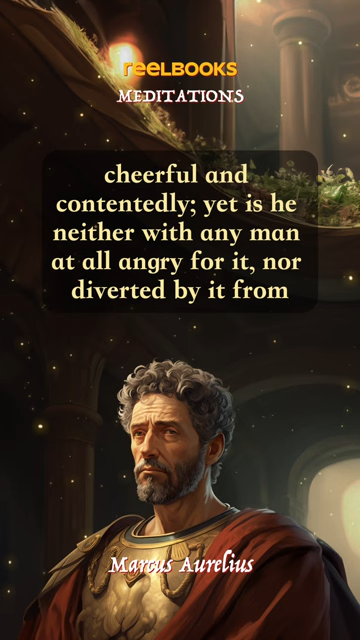 reelbooks
MEDITATIONS
cheerful and
contentedly; yet is he
neither with any man
at all angry for it, nor
diverted by it from
Marcus Aurelius